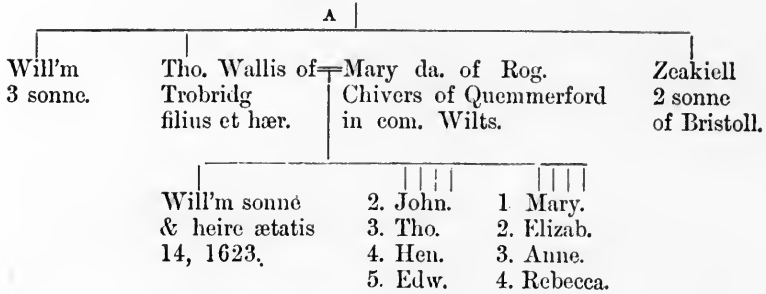 A
Will'm
3 sonne.
Tho. Wallis of
Trobridg
filius et hær.
Mary da. of Rog.
Chivers of Quemmerford
in com. Wilts.
Zeakiell
2 sonne
of Bristoll.
Will'm sonne
& heire ætatis
14, 1623.
2. John.
3. Tho.
4. Hen.
5. Edw.
1 Mary.
2. Elizab.
3. Anne.
4. Rebecca.